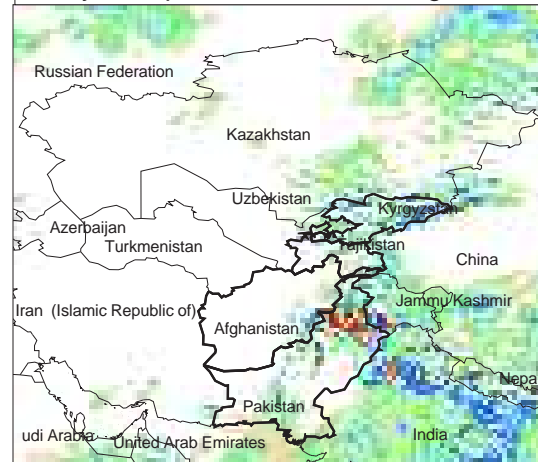 Russian Federation
Kazakhstan
Uzbekistan
Kyrgyzstan
Azerbaijan
Turkmenistan
Tajikistan
China
Jammu/Kashmir
Iran (Islamic Republic of)
Afghanistan
Nepa
Pakistan
udi Arabia
United Arab Emirates
India